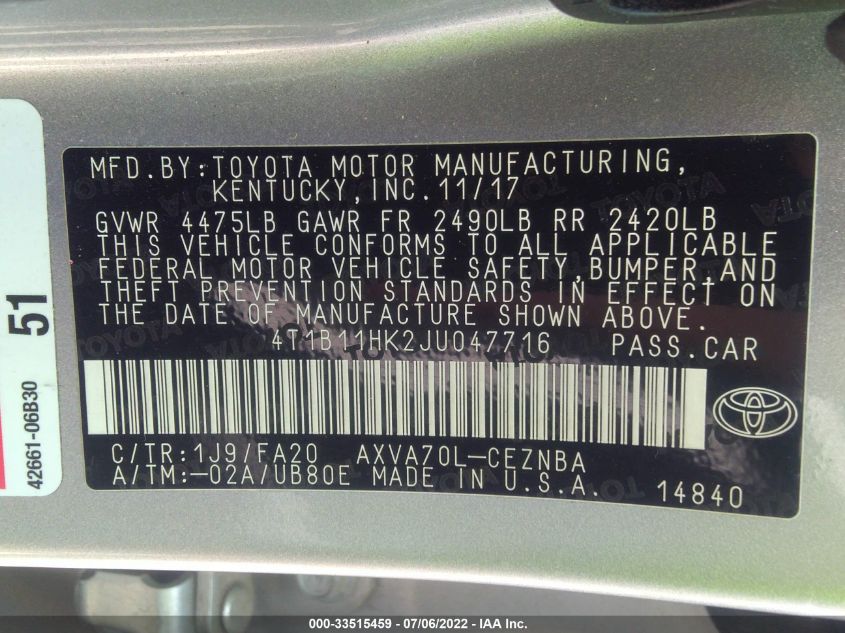 MFD.BY:TOYOTA MOTOR MANUFACTURING,
KENTUCKY,INC.11/17
GVWR 4475LB GAWR FR 2490LB RR 2420LB
THIS VEHICLE CONFORMS TO ALL APPLICABLE
FEDERAL MOTOR VEHICLE SAFETY,BUMPER,AND
THEFT PREVENTION STANDARDS IN EFFECT ON
THE DATE OF MANUFACTURE SHOWN ABOVE.
4T1B11HK2JU047716 PASS.CAR
C/TR:1J9/FA20 AXVA70L-CEZNBA
A/TM:-02A/UB80E MADE IN U.S.A. 14840
51
42661-06B30
000-33515459 - 07/06/2022 - IAA Inc.